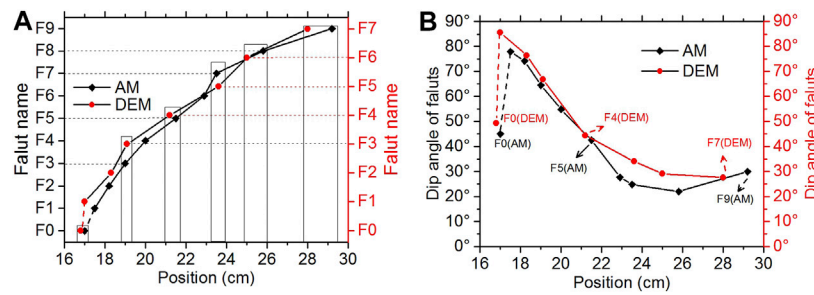 A
F9
F8
F7
F6
F5
F4
F3
F2
F1
F0
Falut name
AM
DEM
F7
F6
F5
F4
F3
F2
F1
F0
Falut name
16 18 20 22 24 26 28 30
Position (cm)
B
90°
80°
70°
60°
50°
40°
30°
20°
10°
0°
Dip angle of faluts
AM
DEM
F0(DEM)
F0(AM)
F4(DEM)
F5(AM)
F7(DEM)
F9(AM)
90°
80°
70°
60°
50°
40°
30°
20°
10°
0°
Dip angle of faluts
16 18 20 22 24 26 28 30
Position (cm)